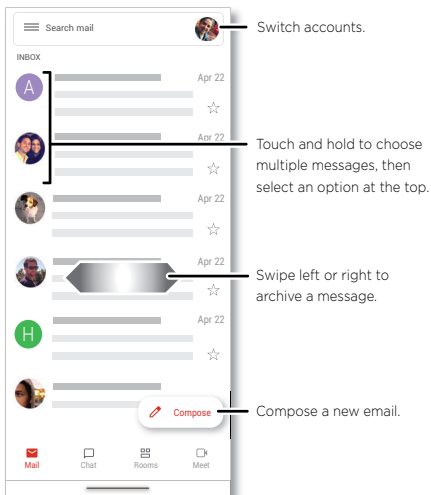 Search mail
Switch accounts.
INBOX
A
Apr 22
Apr 22
Touch and hold to choose
multiple messages, then
select an option at the top.
Apr 22
Apr 22
Swipe left or right to
archive a message.
H
Apr 22
Compose
Compose a new email.
Mail
Chat
Rooms
Meet